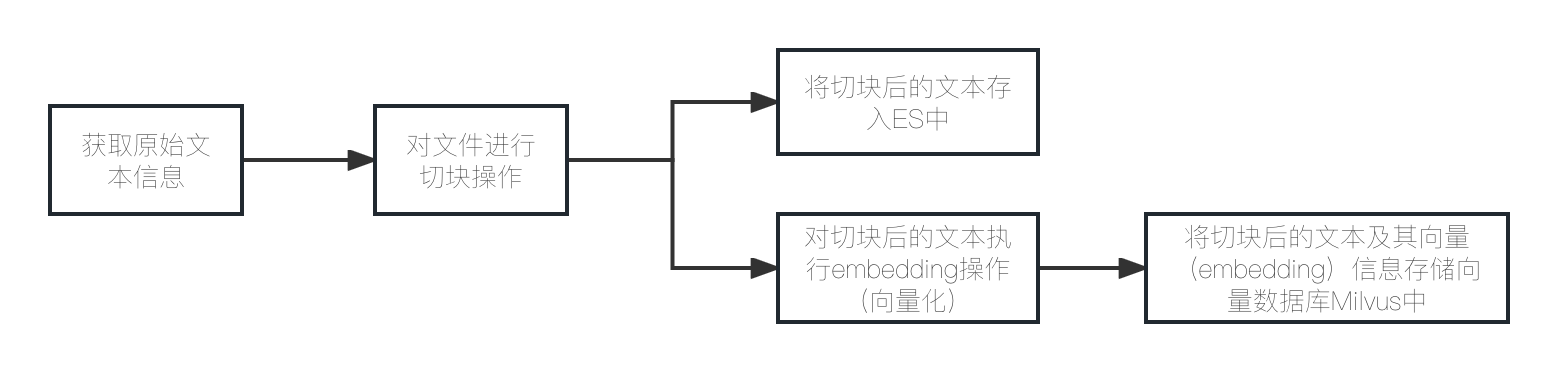 获取原始文
本信息
对文件进行
切块操作
将切块后的文本存
入ES中
对切块后的文本执
行embedding操作
（向量化）
将切块后的文本及其向量
（embedding）信息存储向
量数据库Milvus中